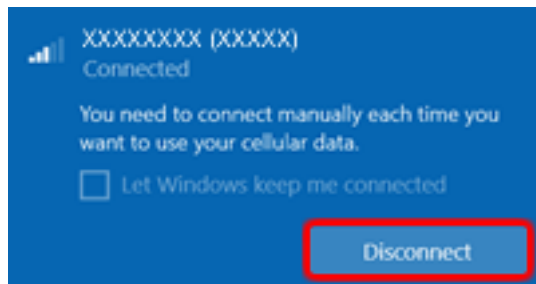 XXXXXXXX (XXXXX)
Connected
You need to connect manually each time you
want to use your cellular data.
Let Windows keep me connected
Disconnect